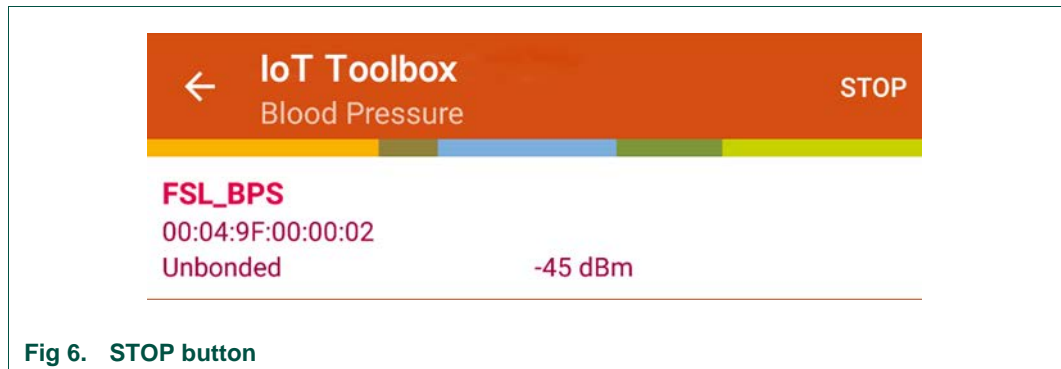 IoT Toolbox
STOP
Blood Pressure
FSL_BPS
00:04:9F:00:00:02
Unbonded -45 dBm
Fig 6. STOP button